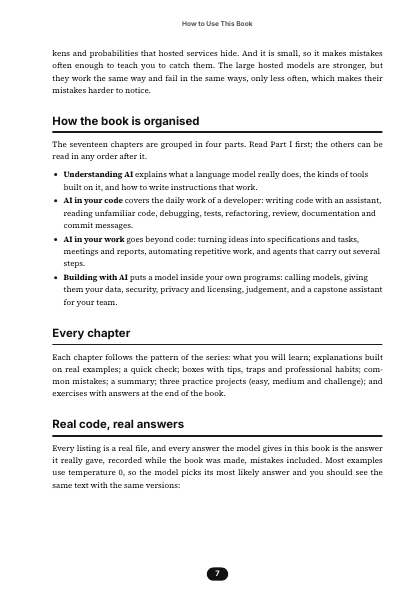 How to Use This Book
kens and probabilities that hosted services hide. And it is small, so it makes mistakes
often enough to teach you to catch them. The large hosted models are stronger, but
they work the same way and fail in the same ways, only less often, which makes their
mistakes harder to notice.
How the book is organised
The seventeen chapters are grouped in four parts. Read Part I first; the others can be
read in any order after it.
• Understanding AI explains what a language model really does, the kinds of tools
built on it, and how to write instructions that work.
• AI in your code covers the daily work of a developer: writing code with an assistant,
reading unfamiliar code, debugging, tests, refactoring, review, documentation and
commit messages.
• AI in your work goes beyond code: turning ideas into specifications and tasks,
meetings and reports, automating repetitive work, and agents that carry out several
steps.
• Building with AI puts a model inside your own programs: calling models, giving
them your data, security, privacy and licensing, judgement, and a capstone assistant
for your team.
Every chapter
Each chapter follows the pattern of the series: what you will learn; explanations built
on real examples; a quick check; boxes with tips, traps and professional habits; com-
mon mistakes; a summary; three practice projects (easy, medium and challenge); and
exercises with answers at the end of the book.
Real code, real answers
Every listing is a real file, and every answer the model gives in this book is the answer
it really gave, recorded while the book was made, mistakes included. Most examples
use temperature 0, so the model picks its most likely answer and you should see the
same text with the same versions:
7